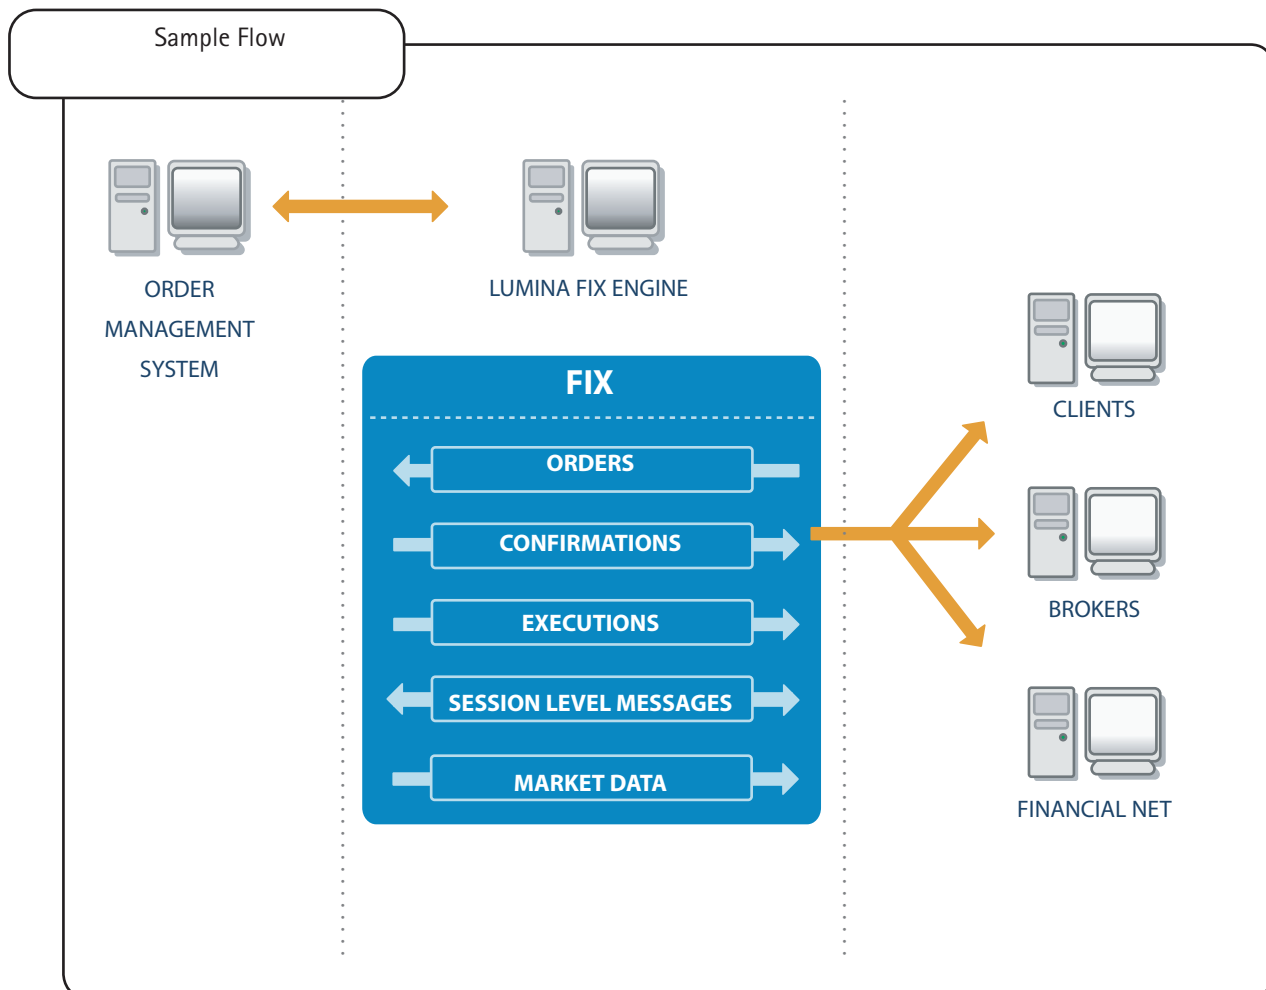 Sample Flow
ORDER
MANAGEMENT
SYSTEM
LUMINA FIX ENGINE
FIX
ORDERS
CONFIRMATIONS
EXECUTIONS
SESSION LEVEL MESSAGES
MARKET DATA
CLIENTS
BROKERS
FINANCIAL NET